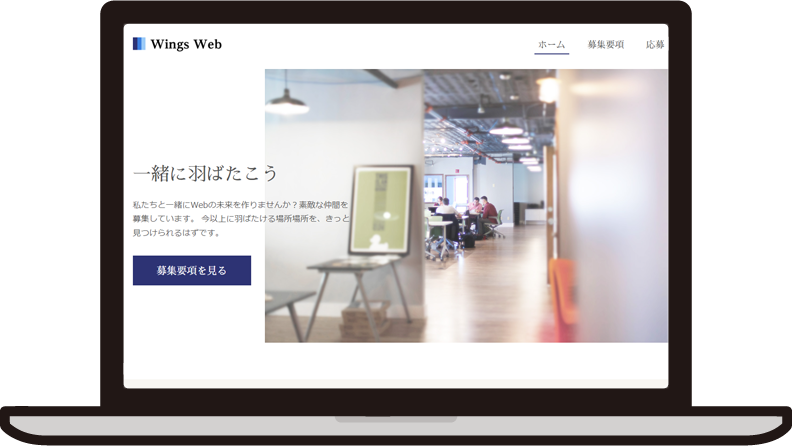 Wings Web
ホーム 募集要項 応募
一緒に羽ばたこう
私たちと一緒にWebの未来を作りませんか？素敵な仲間を
募集しています。 今以上に羽ばたける場所場所を、きっと
見つけられるはずです。
募集要項を見る